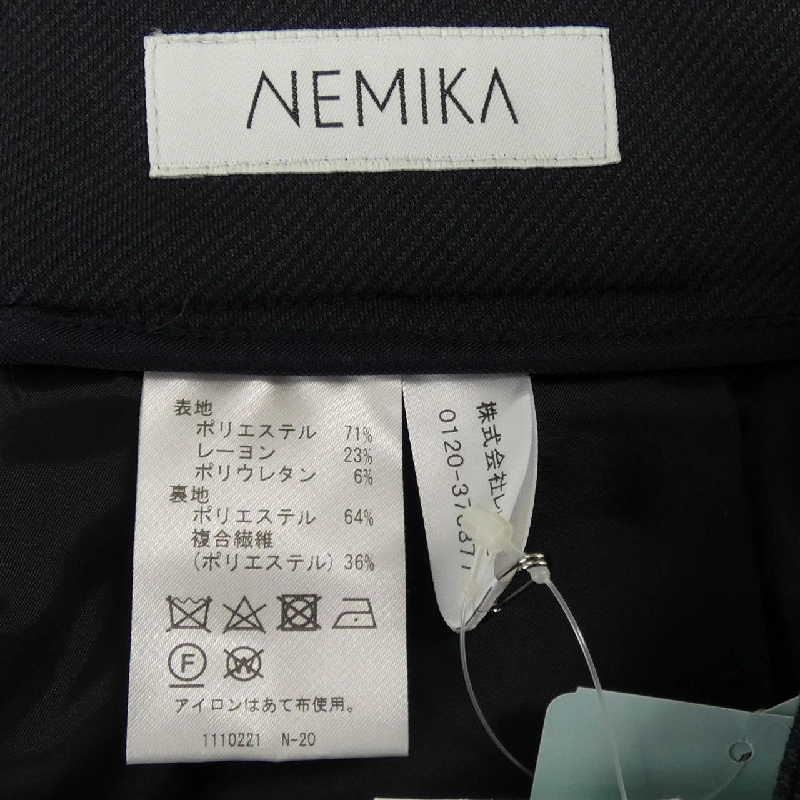 NEMIKA
表地
ポリエステル 71%
レーヨン 23%
ポリウレタン 6%
裏地
ポリエステル 64%
複合繊維
(ポリエステル) 36%
F
W
アイロンはあて布使用。
1110221 N-20
株式会社レ
0120-37